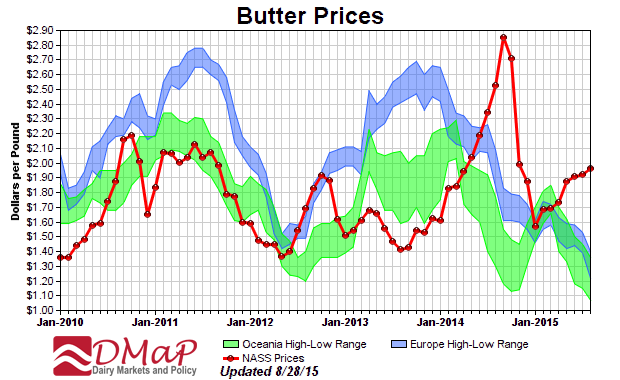 Butter Prices
Dollars per Pound
$2.90
$2.80
$2.70
$2.60
$2.50
$2.40
$2.30
$2.20
$2.10
$2.00
$1.90
$1.80
$1.70
$1.60
$1.50
$1.40
$1.30
$1.20
$1.10
$1.00
Jan-2010 Jan-2011 Jan-2012 Jan-2013 Jan-2014 Jan-2015
Oceania High-Low Range Europe High-Low Range
NASS Prices
DMaP
Dairy Markets and Policy
Updated 8/28/15